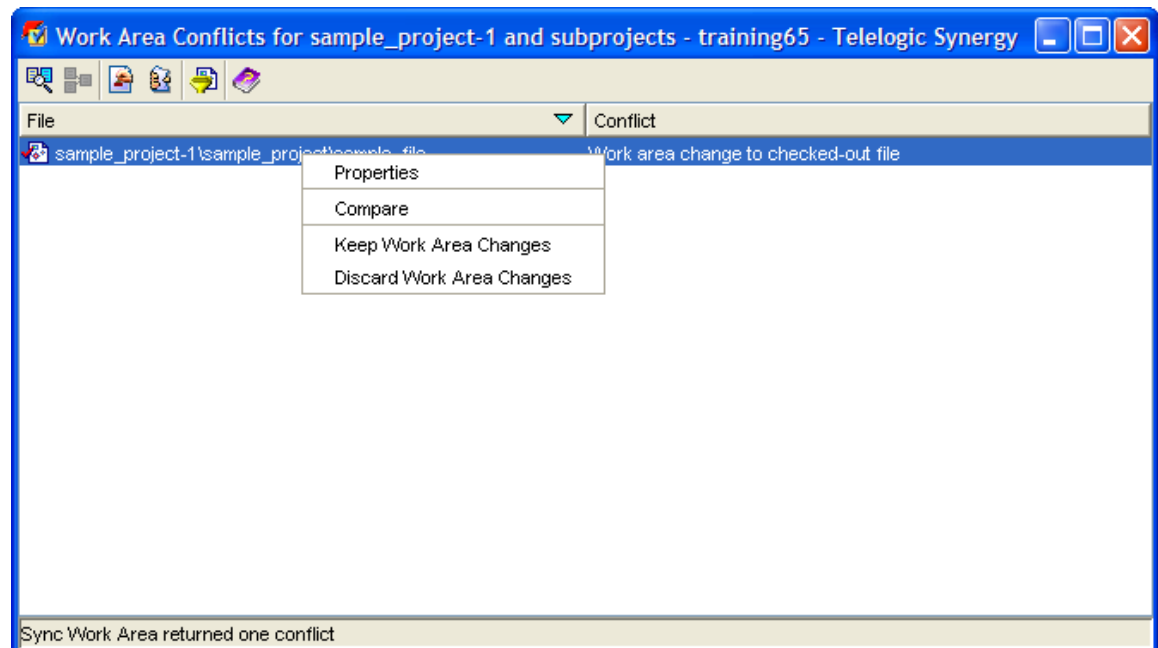 Work Area Conflicts for sample_project-1 and subprojects - training65 - Telelogic Synergy
File Conflict
sample_project-1\sample_project\sample_file Work area change to checked-out file
Properties
Compare
Keep Work Area Changes
Discard Work Area Changes
Sync Work Area returned one conflict